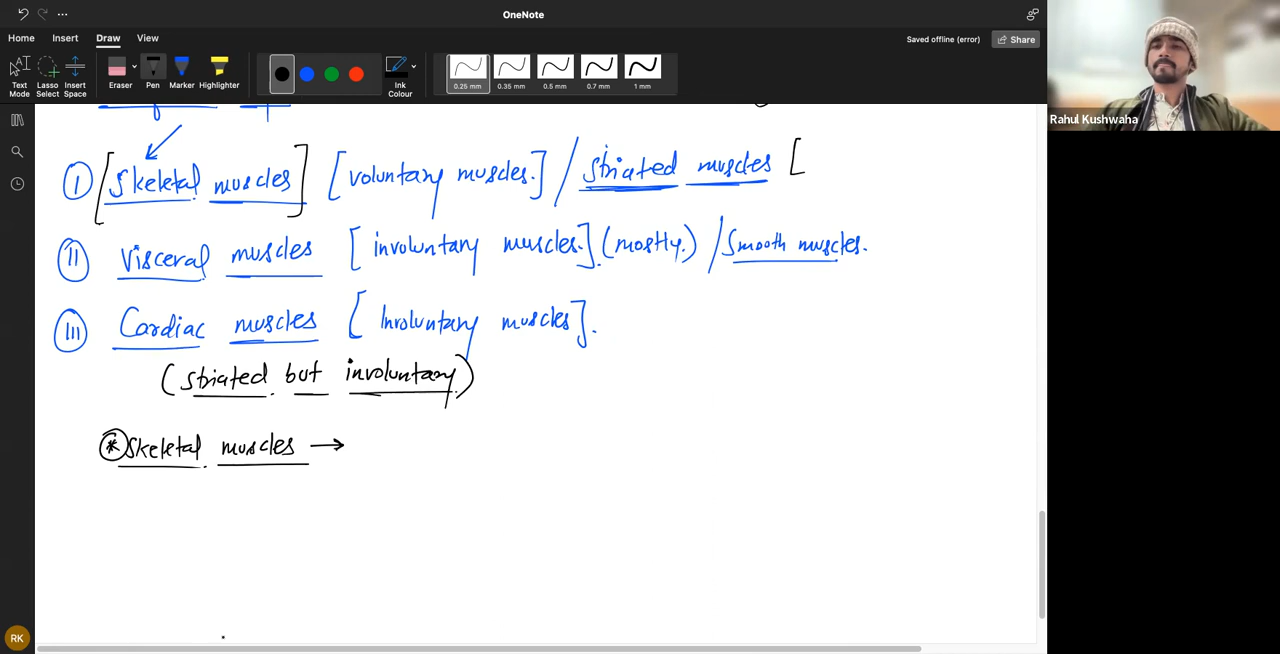 OneNote
Home Insert Draw View
Saved offline (error) Share
Text Mode Lasso Select Insert Space Eraser Pen Marker Highlighter Ink Colour 0.25 mm 0.35 mm 0.5 mm 0.7 mm 1 mm
Rahul Kushwaha
I [Skeletal muscles] [voluntary muscles.] / Striated muscles [
II Visceral muscles [involuntary muscles.]. (mostly.) / Smooth muscles.
III Cardiac muscles [Involuntary muscles].
(Striated but involuntary)
* Skeletal muscles →
RK